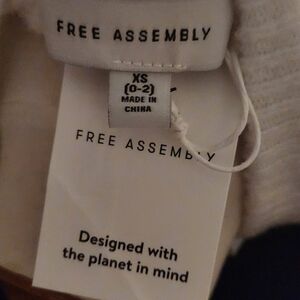 FREE ASSEMBLY
XS
(0-2)
MADE IN
CHINA
FREE ASSEMBLY
Designed with
the planet in mind